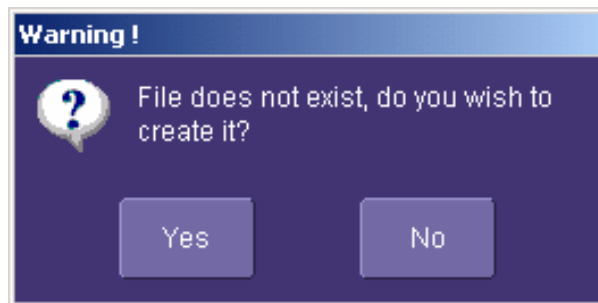 Warning !
File does not exist, do you wish to
create it?
Yes
No